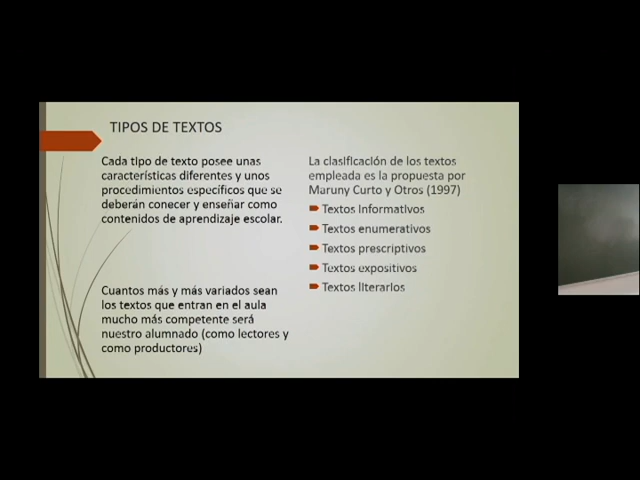 TIPOS DE TEXTOS
Cada tipo de texto posee unas
características diferentes y unos
procedimientos específicos que se
deberán conecer y enseñar como
contenidos de aprendizaje escolar.
Cuantos más y más variados sean
los textos que entran en el aula
mucho más competente será
nuestro alumnado (como lectores y
como productores)
La clasificación de los textos
empleada es la propuesta por
Maruny Curto y Otros (1997)
Textos informativos
Textos enumerativos
Textos prescriptivos
Textos expositivos
Textos literarios